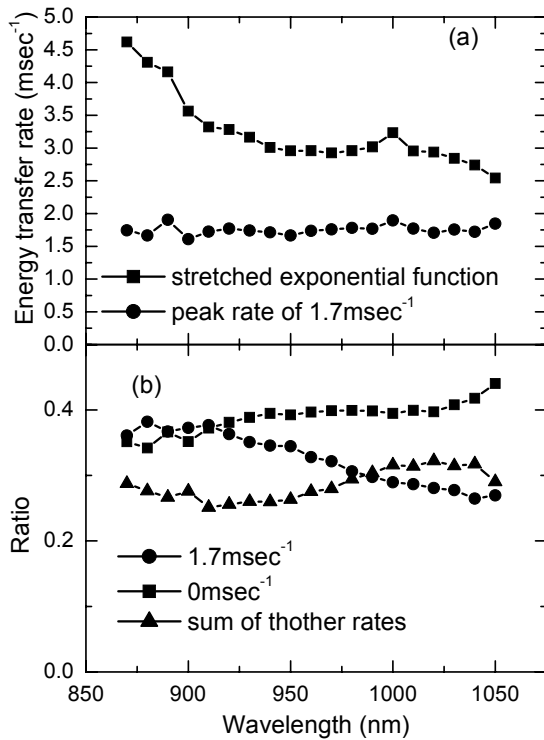 5.0
(a)
4.5
4.0
3.5
3.0
2.5
2.0
1.5
1.0
0.5
0.0
Energy transfer rate (msec⁻¹)
stretched exponential function
peak rate of 1.7msec⁻¹
(b)
0.4
0.2
0.0
Ratio
1.7msec⁻¹
0msec⁻¹
sum of thother rates
850 900 950 1000 1050
Wavelength (nm)